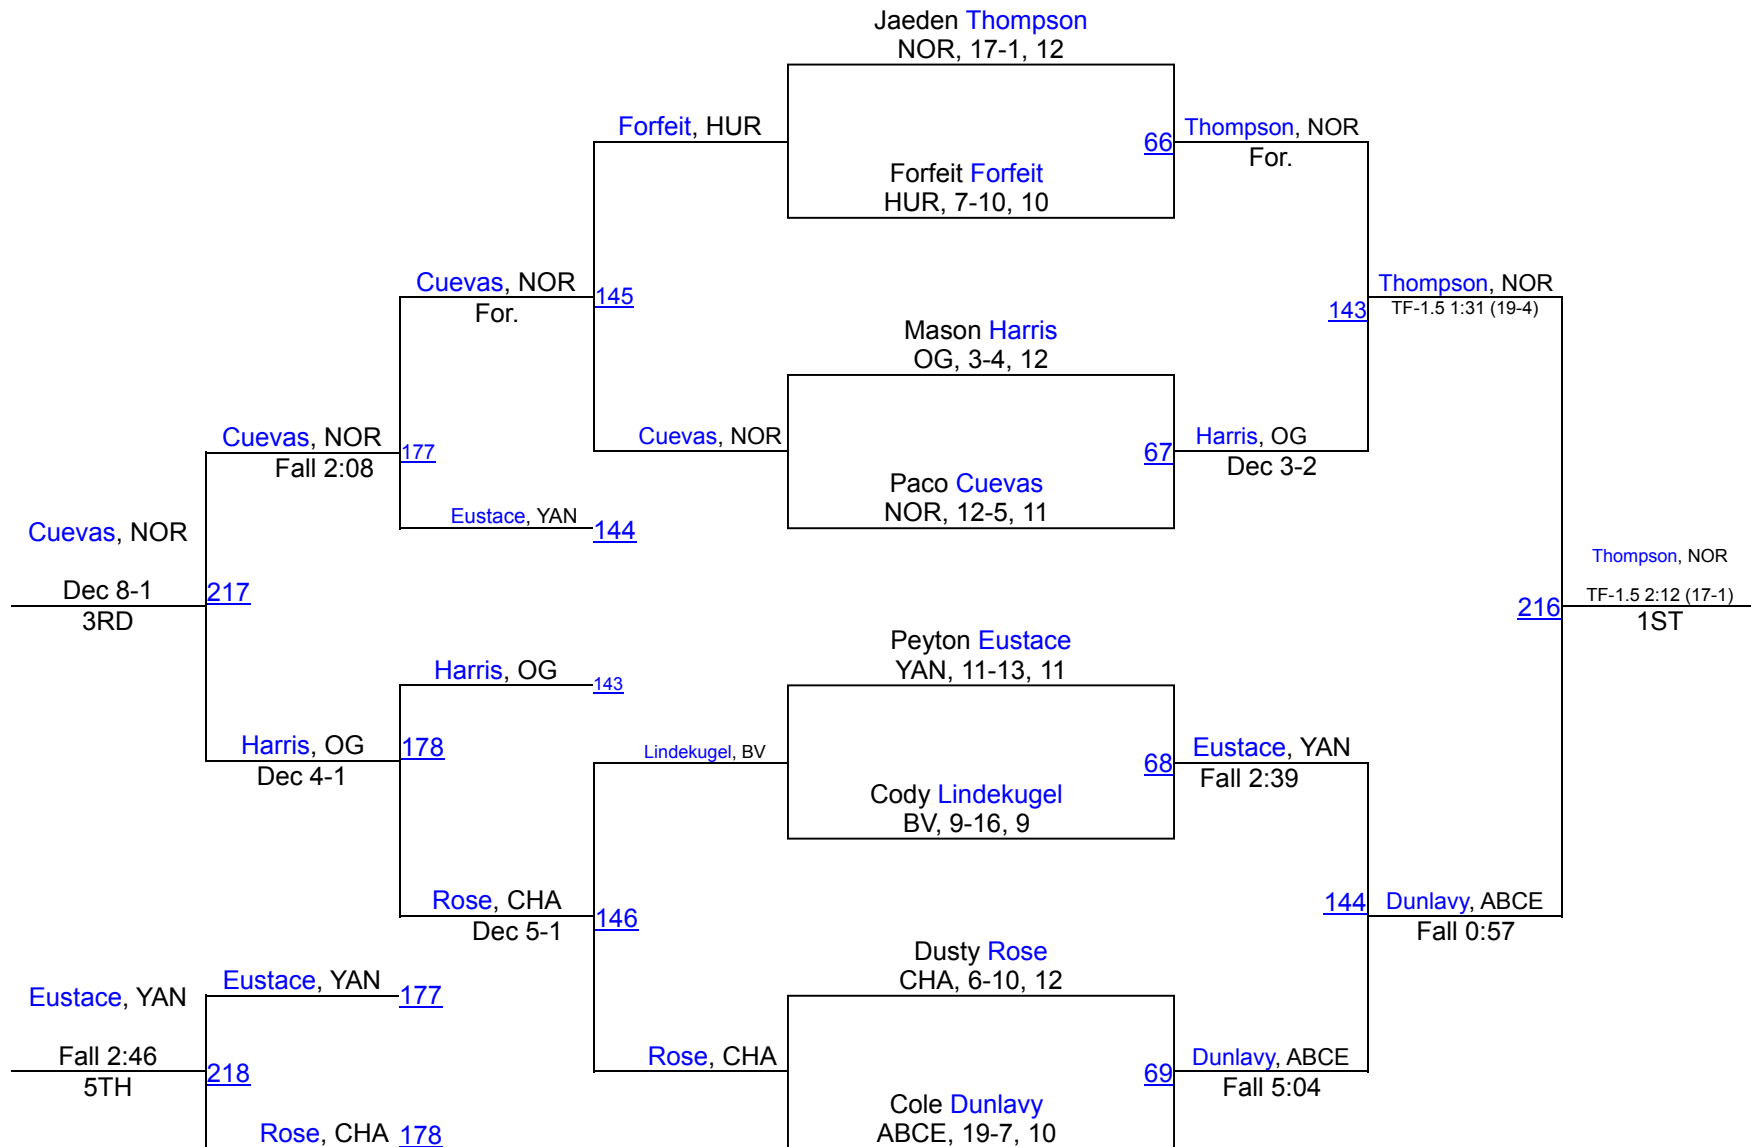 Jaeden Thompson
NOR, 17-1, 12
Forfeit, HUR
66
Thompson, NOR
For.
Forfeit Forfeit
HUR, 7-10, 10
Cuevas, NOR
For.
145
Thompson, NOR
TF-1.5 1:31 (19-4)
143
Mason Harris
OG, 3-4, 12
Cuevas, NOR
Fall 2:08
177
Cuevas, NOR
67
Harris, OG
Dec 3-2
Paco Cuevas
NOR, 12-5, 11
Eustace, YAN
144
Cuevas, NOR
Dec 8-1
3RD
217
Thompson, NOR
TF-1.5 2:12 (17-1)
1ST
216
Peyton Eustace
YAN, 11-13, 11
Harris, OG
143
Harris, OG
Dec 4-1
178
Lindekugel, BV
68
Eustace, YAN
Fall 2:39
Cody Lindekugel
BV, 9-16, 9
Rose, CHA
Dec 5-1
146
144
Dunlavy, ABCE
Fall 0:57
Dusty Rose
CHA, 6-10, 12
Eustace, YAN
Eustace, YAN
177
Fall 2:46
5TH
218
Rose, CHA
69
Dunlavy, ABCE
Fall 5:04
Cole Dunlavy
ABCE, 19-7, 10
Rose, CHA
178